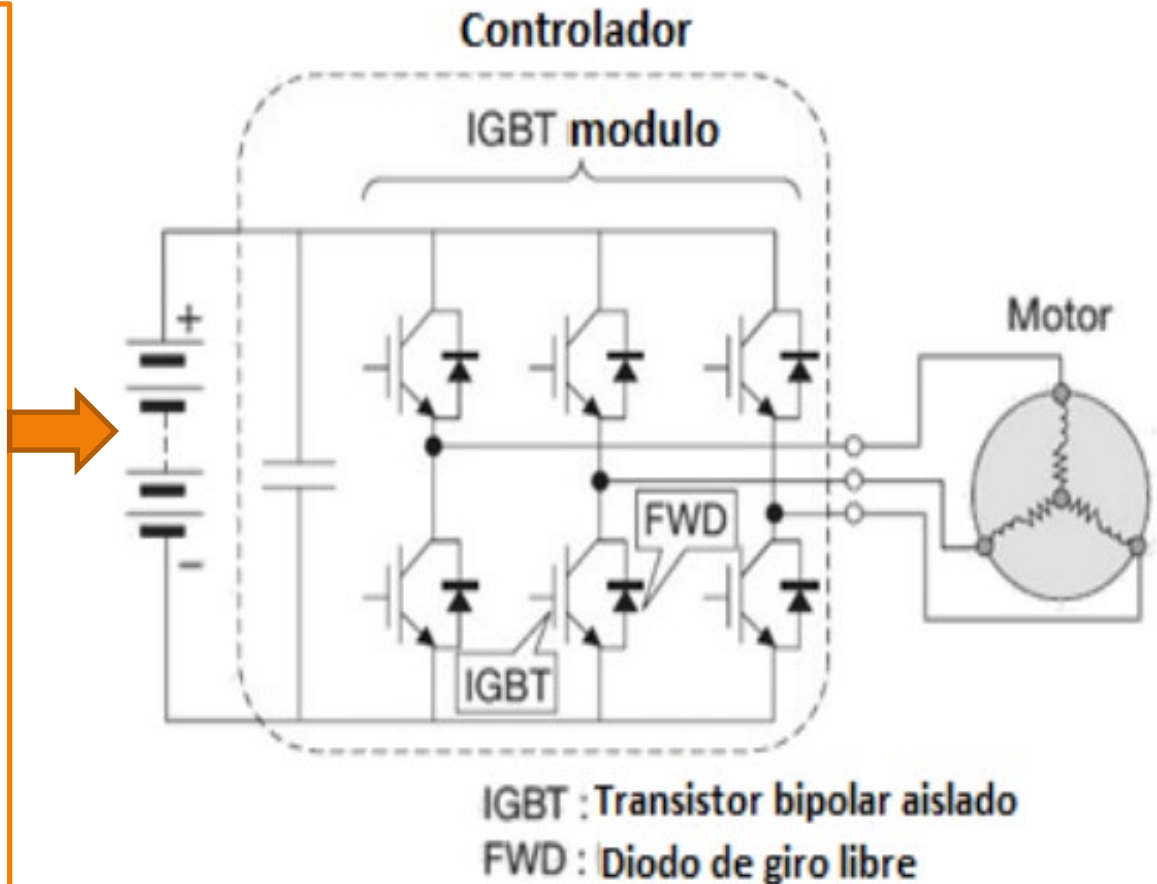 Controlador
IGBT modulo
+
Motor
FWD
−
IGBT
IGBT : Transistor bipolar aislado
FWD : Diodo de giro libre